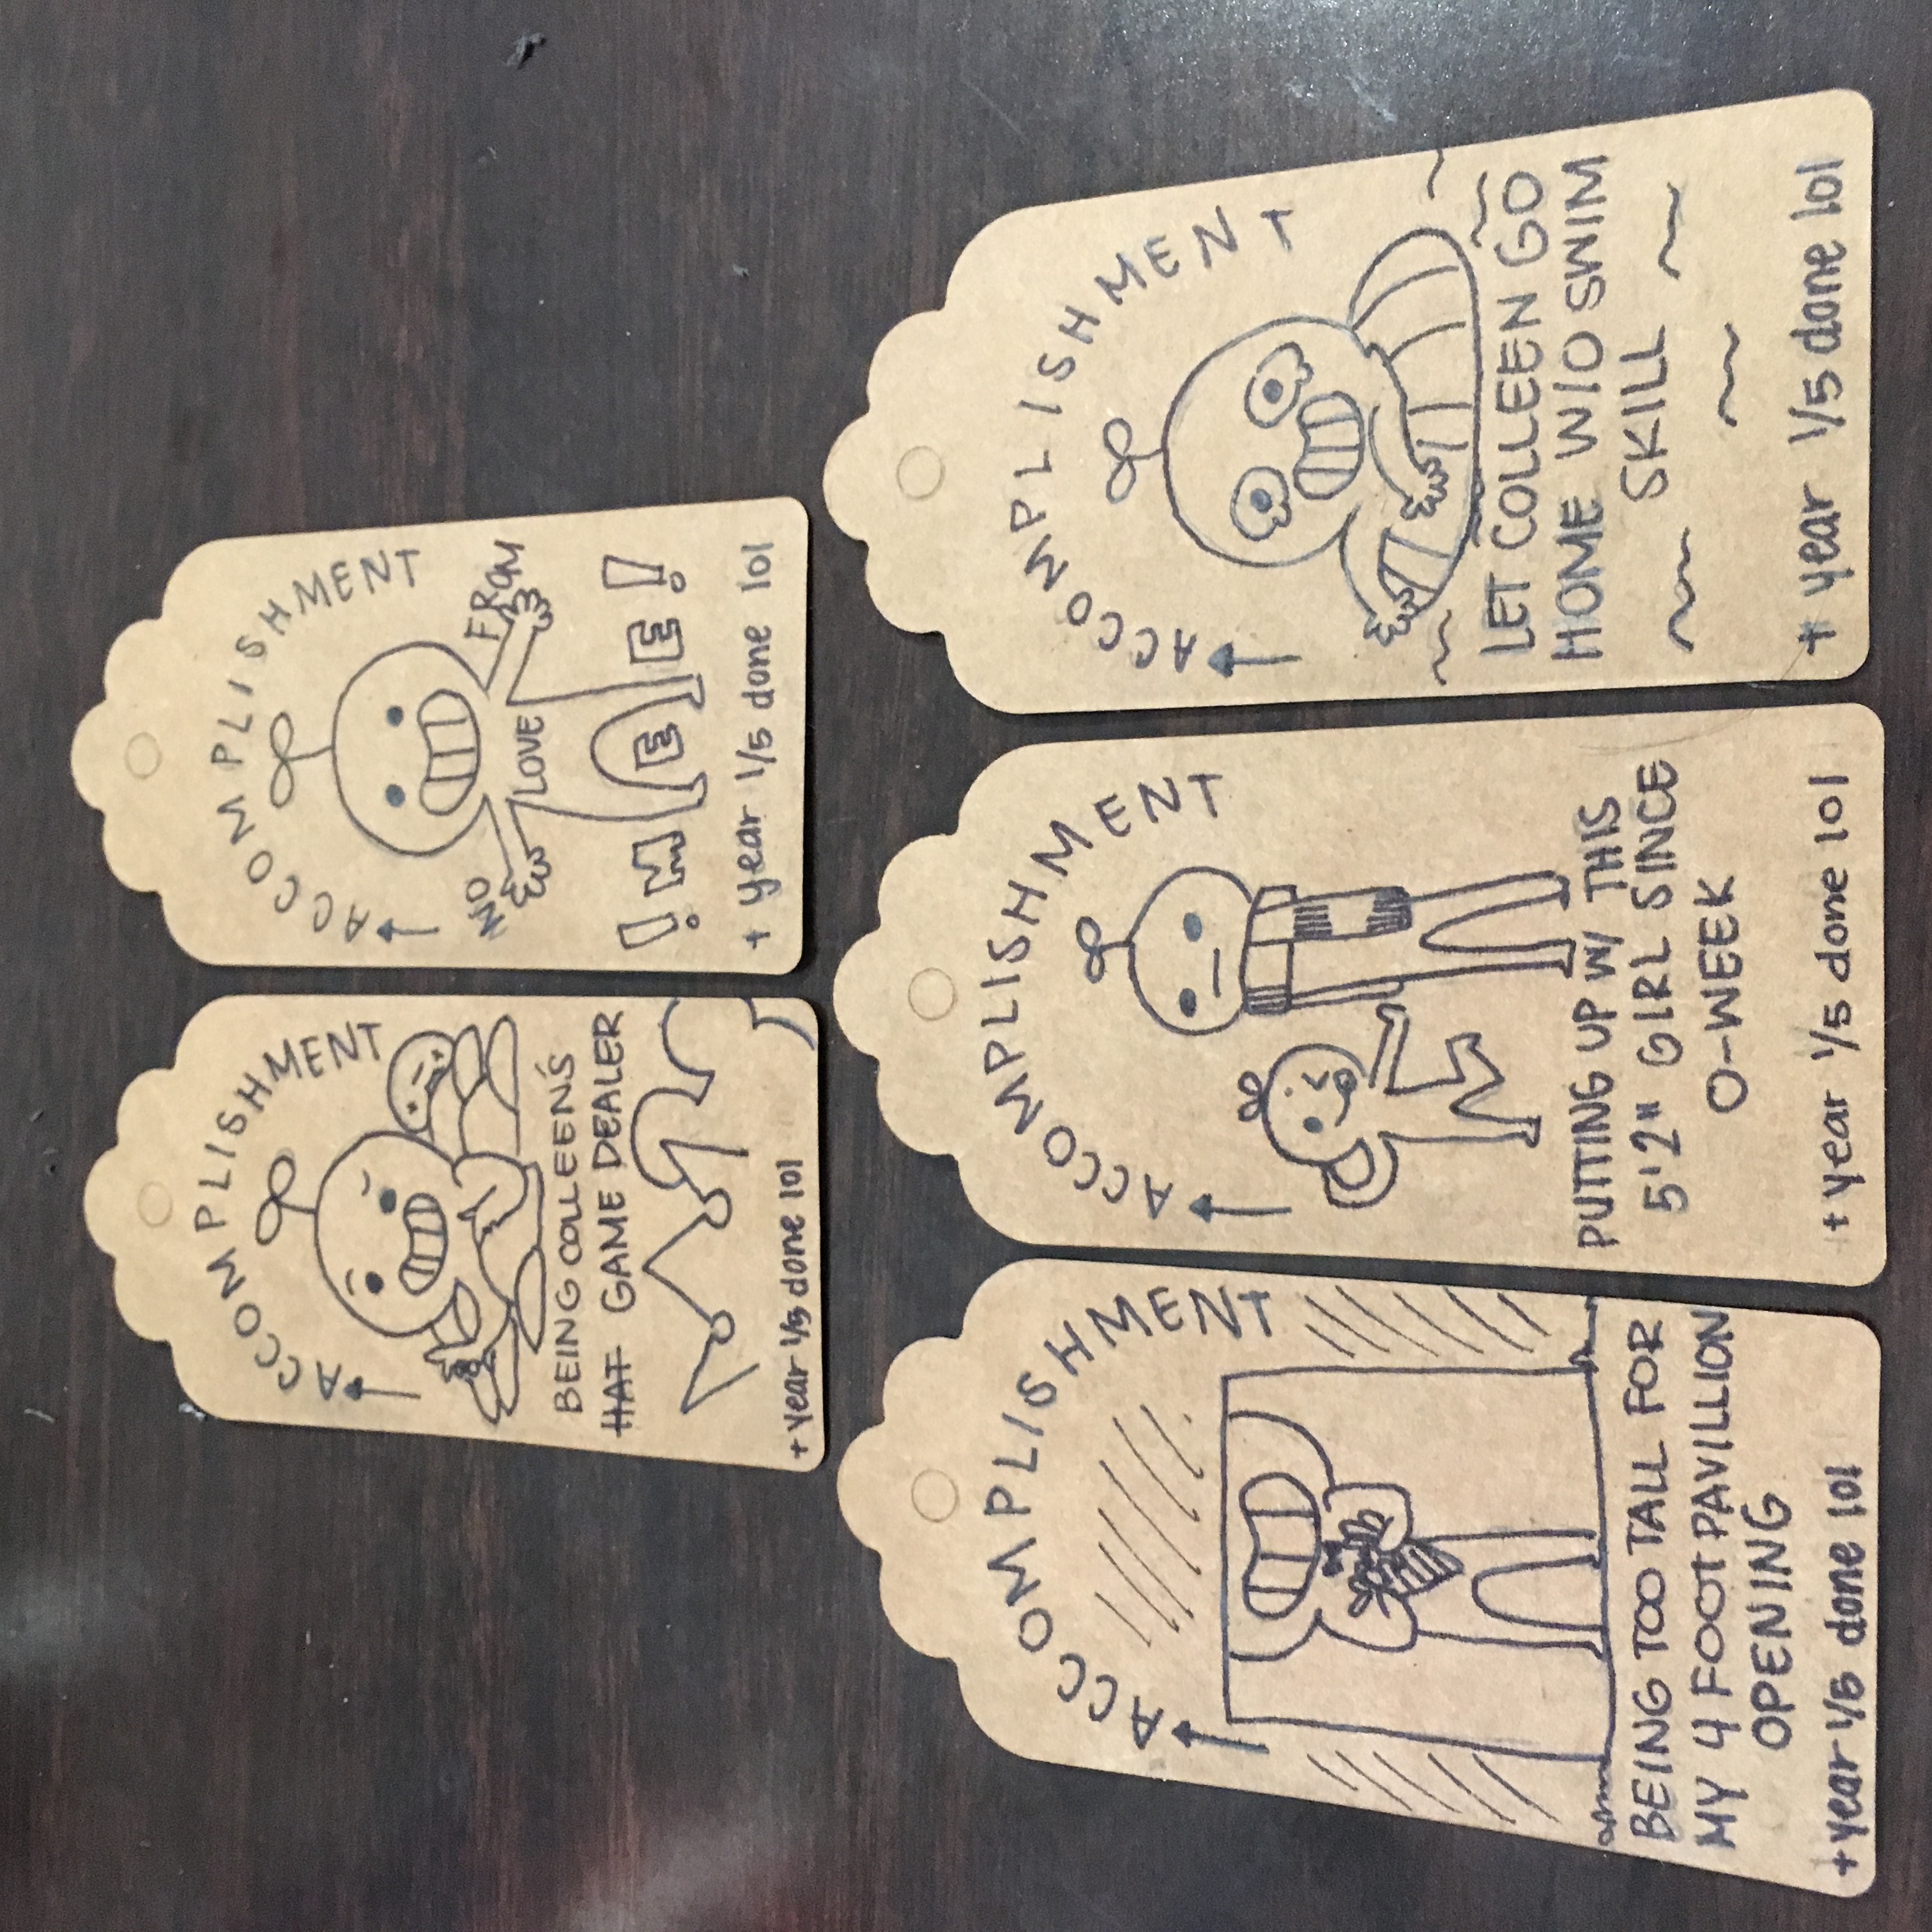 ACCOMPLISHMENT
BEING COLLEEN'S
HAT GAME DEALER
+ year 1/5 done lol
ACCOMPLISHMENT
NO LOVE FROM
! MEE !
+ year 1/5 done lol
ACCOMPLISHMENT
BEING TOO TALL FOR
MY 4 FOOT PAVILLION
OPENING
+ year 1/5 done lol
ACCOMPLISHMENT
PUTTING UP W/ THIS
5'2" GIRL SINCE
O-WEEK
+ year 1/5 done lol
ACCOMPLISHMENT
LET COLLEEN GO
HOME W/O SWIM
SKILL
+ year 1/5 done lol